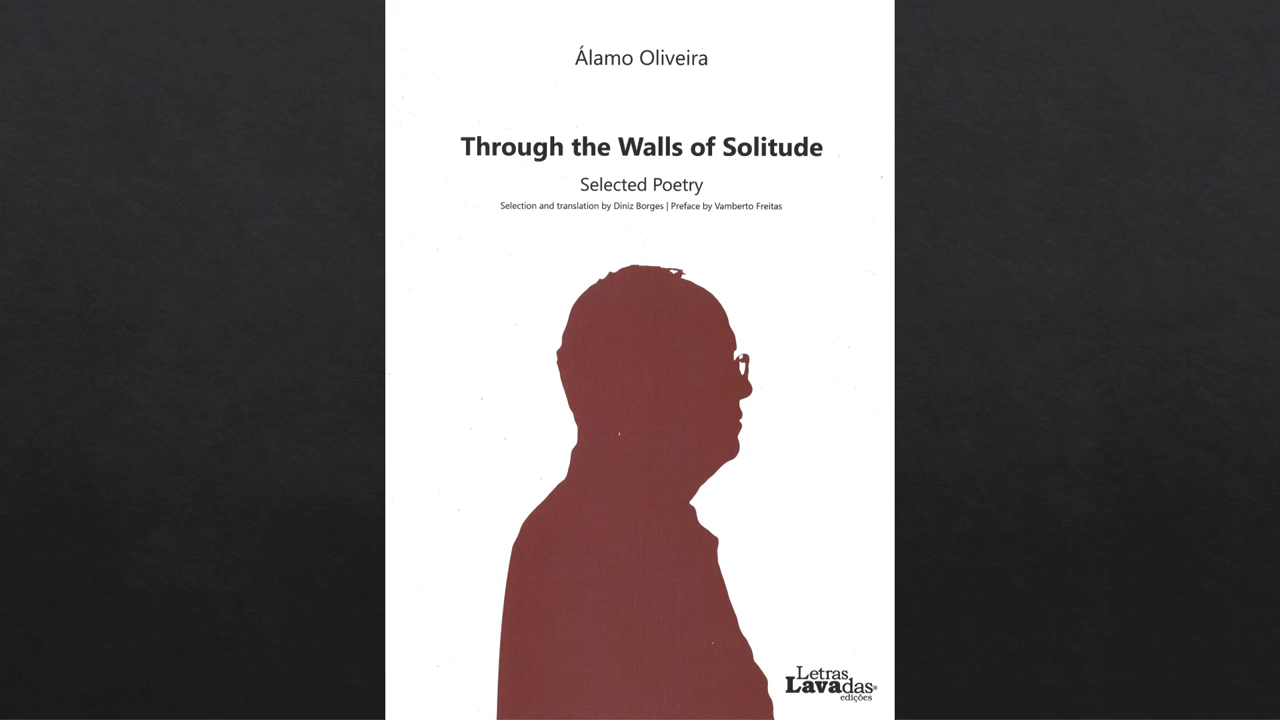 Álamo Oliveira
Through the Walls of Solitude
Selected Poetry
Selection and translation by Diniz Borges | Preface by Vamberto Freitas
Letras
Lavadas®
edições